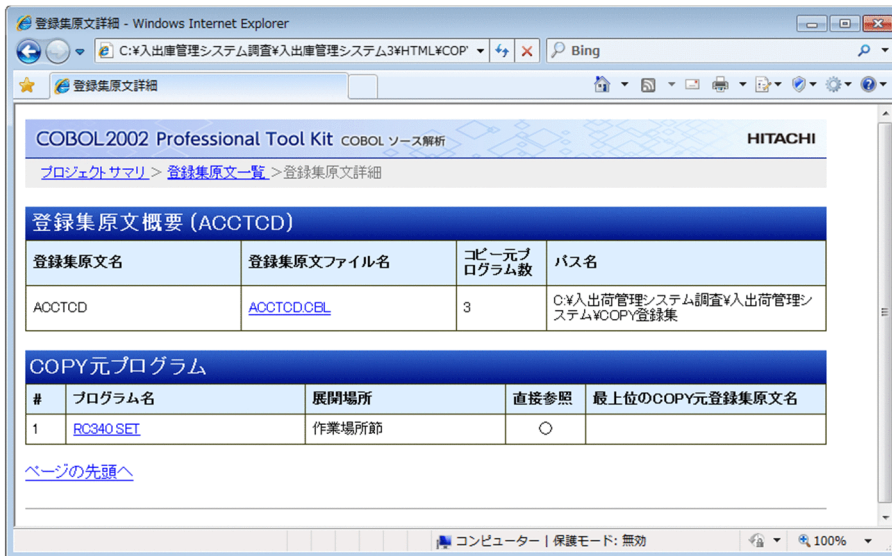 登録集原文詳細 - Windows Internet Explorer
C:¥入出庫管理システム調査¥入出庫管理システム3¥HTML¥COP
Bing
登録集原文詳細
COBOL2002 Professional Tool Kit COBOL ソース解析
HITACHI
プロジェクトサマリ > 登録集原文一覧 >登録集原文詳細
登録集原文概要(ACCTCD)
登録集原文名 登録集原文ファイル名 コピー元プ
ログラム数 パス名
ACCTCD ACCTCD.CBL 3 C:¥入出荷管理システム調査¥入出荷管理シ
ステム¥COPY登録集
COPY元プログラム
# プログラム名 展開場所 直接参照 最上位のCOPY元登録集原文名
1 RC340 SET 作業場所節 ○
ページの先頭へ
コンピューター | 保護モード: 無効
100%